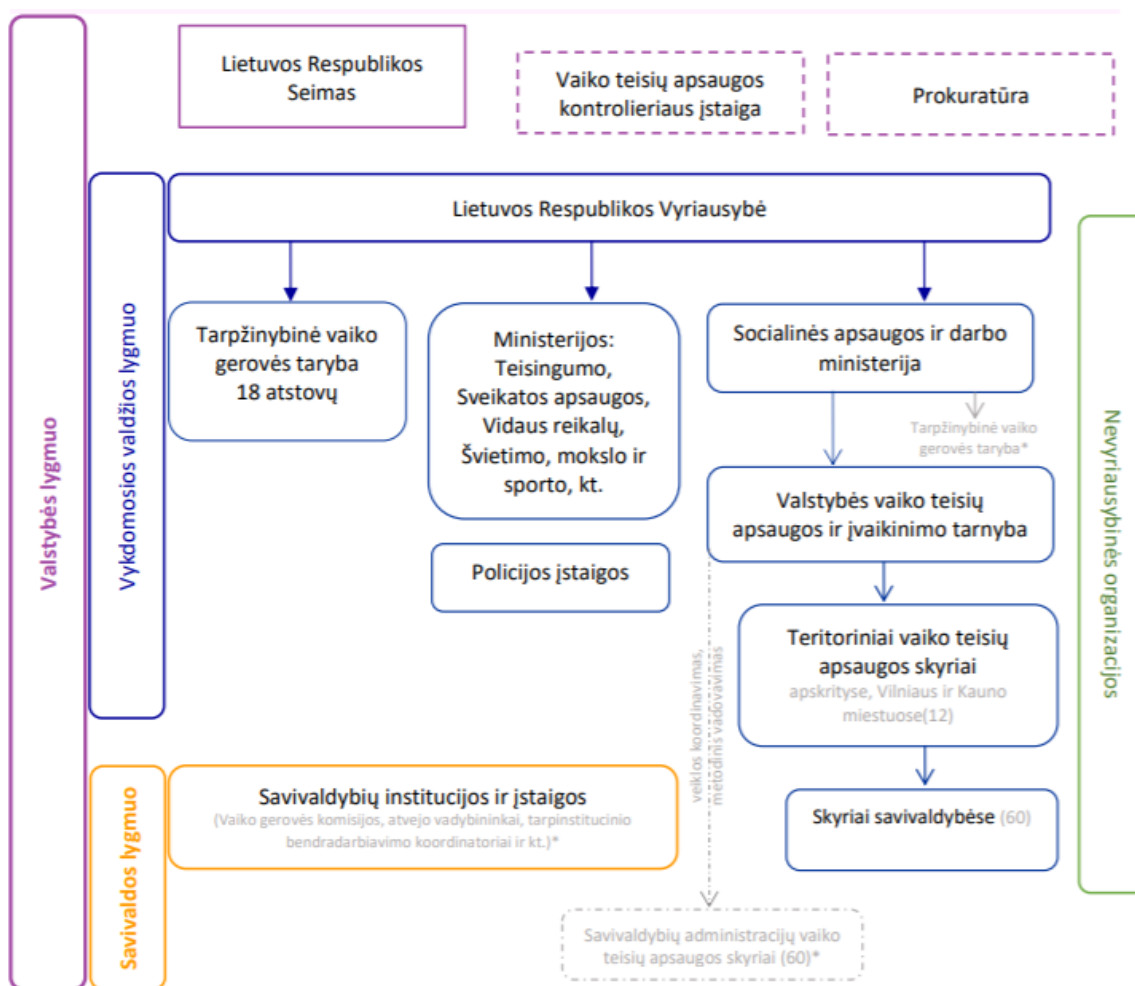 Lietuvos Respublikos
Seimas
Vaiko teisių apsaugos
kontrolieriaus įstaiga
Prokuratūra
Valstybės lygmuo
Vykdomosios valdžios lygmuo
Lietuvos Respublikos Vyriausybė
Tarpžinybinė vaiko
gerovės taryba
18 atstovų
Ministerijos:
Teisingumo,
Sveikatos apsaugos,
Vidaus reikalų,
Švietimo, mokslo ir
sporto, kt.
Policijos įstaigos
Socialinės apsaugos ir darbo
ministerija
Tarpžinybinė vaiko
gerovės taryba*
Valstybės vaiko teisių
apsaugos ir įvaikinimo tarnyba
veiklos koordinavimas,
metodinis vadovavimas
Teritoriniai vaiko teisių
apsaugos skyriai
apskrityse, Vilniaus ir Kauno
miestuose(12)
Skyriai savivaldybėse (60)
Nevyriausybinės organizacijos
Savivaldos lygmuo
Savivaldybių institucijos ir įstaigos
(Vaiko gerovės komisijos, atvejo vadybininkai, tarpinstitucinio
bendradarbiavimo koordinatoriai ir kt.)*
Savivaldybių administracijų vaiko
teisių apsaugos skyriai (60)*